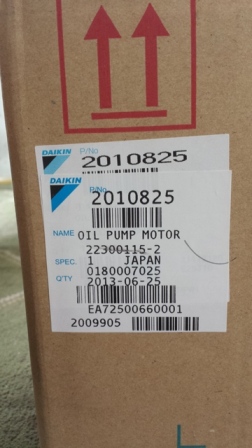 DAIKIN P/No
2010825
DAIKIN
P/No
2010825
NAME OIL PUMP MOTOR
22300115-2
SPEC. 1 JAPAN
0180007025
Q'TY 2013-06-25
EA72500660001
2009905